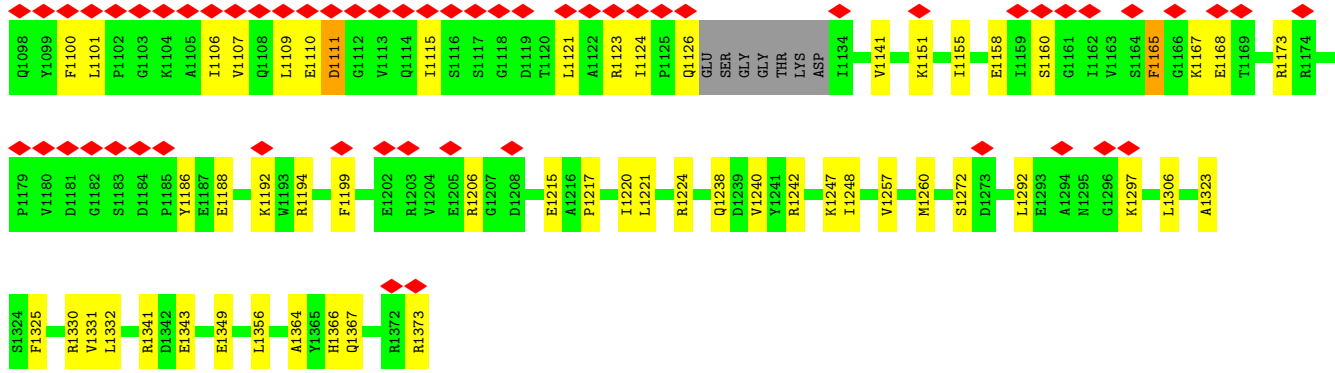 Q1098 Y1099 F1100 L1101 P1102 G1103 K1104 A1105 I1106 V1107 Q1108 L1109 E1110 D1111 G1112 V1113 Q1114 I1115 S1116 S1117 G1118 D1119 T1120 L1121 A1122 R1123 I1124 P1125 Q1126 GLU SER GLY GLY THR LYS ASP I1134 V1141 K1151 I1155 E1158 I1159 S1160 G1161 I1162 V1163 S1164 F1165 G1166 K1167 E1168 T1169 R1173 R1174
P1179 V1180 D1181 G1182 S1183 D1184 P1185 Y1186 E1187 E1188 K1192 W1193 R1194 F1199 E1202 R1203 V1204 E1205 R1206 G1207 D1208 E1215 A1216 P1217 I1220 L1221 R1224 Q1238 D1239 V1240 Y1241 R1242 K1247 I1248 V1257 M1260 S1272 D1273 L1292 E1293 A1294 N1295 G1296 K1297 L1306 A1323
S1324 F1325 R1330 V1331 L1332 R1341 D1342 E1343 E1349 L1356 A1364 Y1365 H1366 Q1367 R1372 R1373